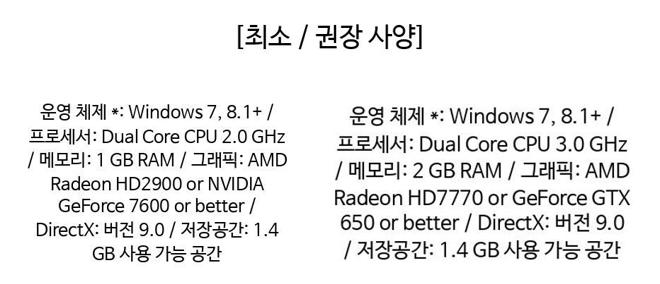 [최소 / 권장 사양]
운영 체제 *: Windows 7, 8.1+ /
프로세서: Dual Core CPU 2.0 GHz
/ 메모리: 1 GB RAM / 그래픽: AMD
Radeon HD2900 or NVIDIA
GeForce 7600 or better /
DirectX: 버전 9.0 / 저장공간: 1.4
GB 사용 가능 공간
운영 체제 *: Windows 7, 8.1+ /
프로세서: Dual Core CPU 3.0 GHz
/ 메모리: 2 GB RAM / 그래픽: AMD
Radeon HD7770 or GeForce GTX
650 or better / DirectX: 버전 9.0
/ 저장공간: 1.4 GB 사용 가능 공간